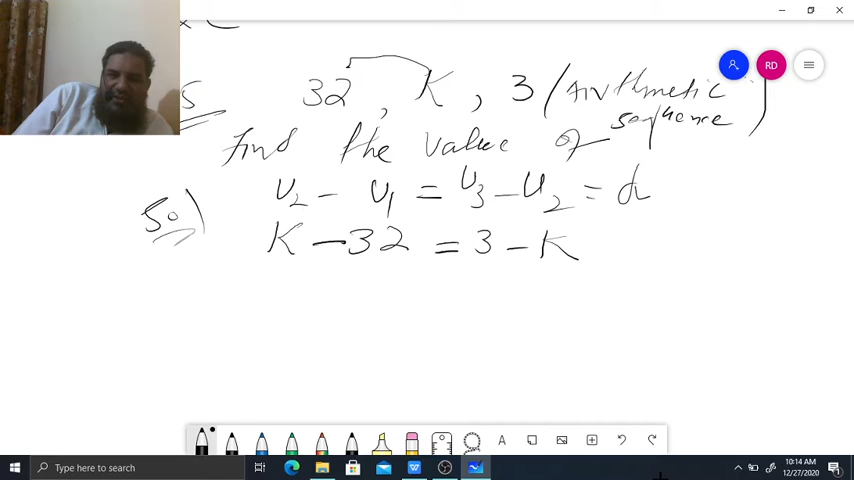 32, K, 3 (arithmetic sequence)
find the value of
Sol)
U₂ - U₁ = U₃ - U₂ = d
K - 32 = 3 - K
RD
Type here to search
10:14 AM
12/27/2020